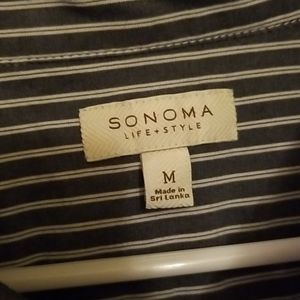 SONOMA
LIFE + STYLE
M
Made in
Sri Lanka